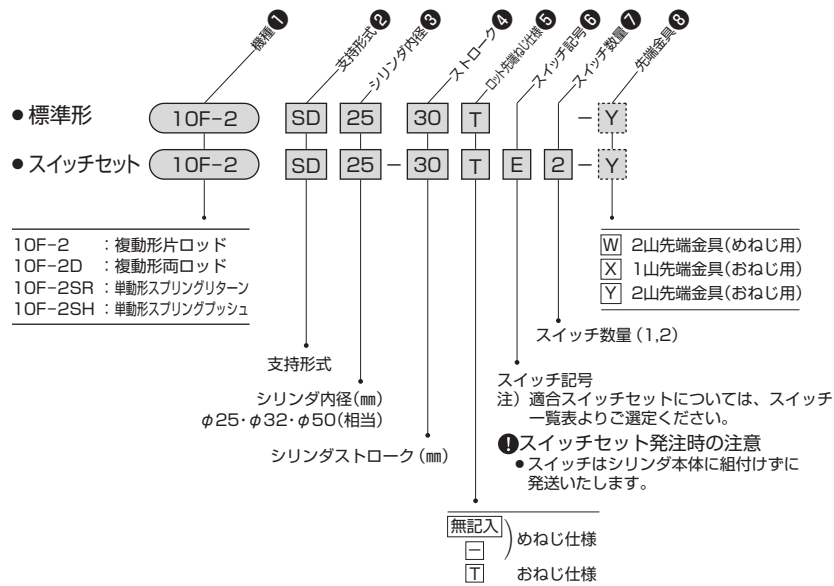 機種❶
支持形式❷
シリンダ内径❸
ストローク❹
ロッド先端ねじ仕様❺
スイッチ記号❻
スイッチ数量❼
先端金具❽
●標準形 10F-2 SD 25 30 T -Y
●スイッチセット 10F-2 SD 25-30 T E 2-Y
10F-2 :複動形片ロッド
10F-2D :複動形両ロッド
10F-2SR:単動形スプリングリターン
10F-2SH:単動形スプリングプッシュ
W 2山先端金具(めねじ用)
X 1山先端金具(おねじ用)
Y 2山先端金具(おねじ用)
スイッチ数量(1,2)
支持形式
スイッチ記号
注)適合スイッチセットについては、スイッチ
一覧表よりご選定ください。
シリンダ内径(㎜)
φ25・φ32・φ50(相当)
❗スイッチセット発注時の注意
●スイッチはシリンダ本体に組付けずに
発送いたします。
シリンダストローク(㎜)
無記入
- )めねじ仕様
T おねじ仕様